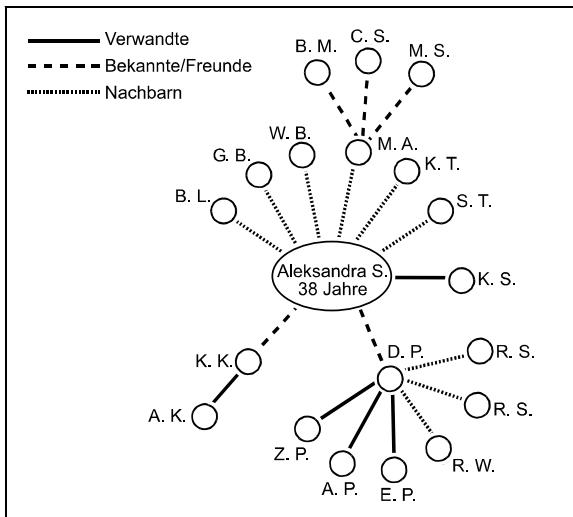 Verwandte
Bekannte/Freunde
Nachbarn
B. M.
C. S.
M. S.
W. B.
M. A.
G. B.
K. T.
B. L.
S. T.
Aleksandra S.
38 Jahre
K. S.
K. K.
D. P.
R. S.
A. K.
R. S.
Z. P.
R. W.
A. P.
E. P.